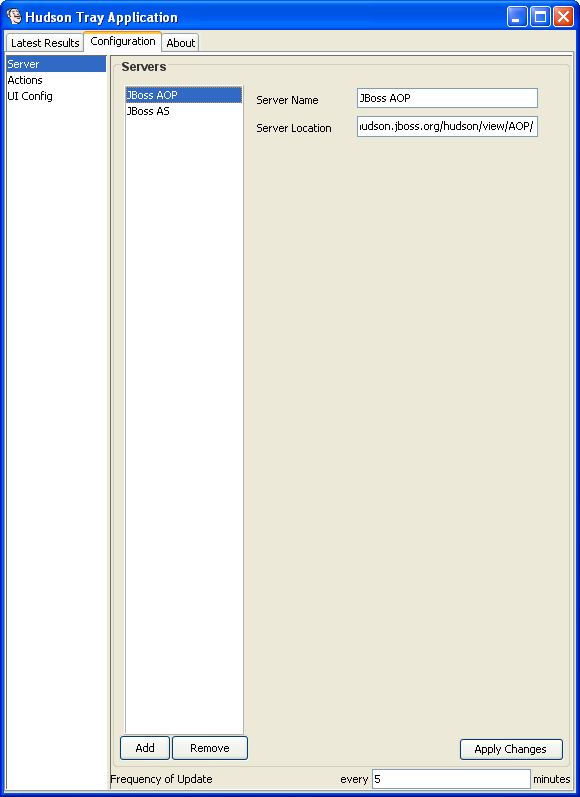 Hudson Tray Application
Latest Results Configuration About
Server
Actions
UI Config
Servers
JBoss AOP
JBoss AS
Server Name JBoss AOP
Server Location udson.jboss.org/hudson/view/AOP/
Add Remove Apply Changes
Frequency of Update every 5 minutes